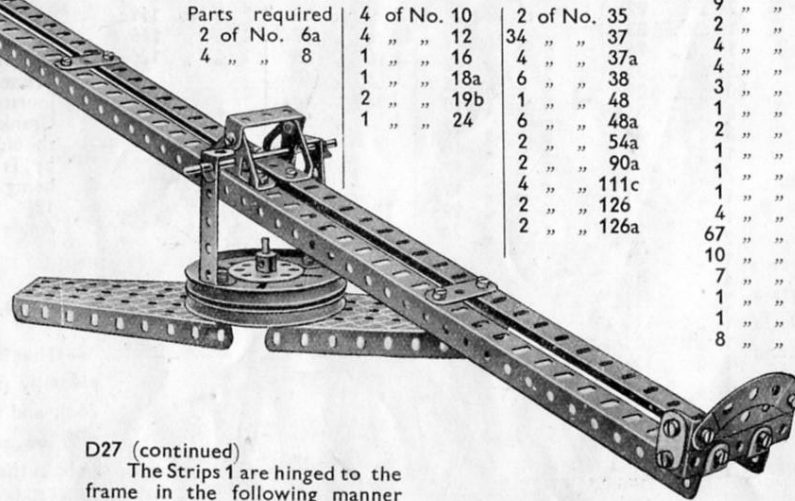 Parts required
2 of No. 6a
4 „ „ 8
4 of No. 10
4 „ „ 12
1 „ „ 16
1 „ „ 18a
2 „ „ 19b
1 „ „ 24
2 of No. 35
34 „ „ 37
4 „ „ 37a
6 „ „ 38
1 „ „ 48
6 „ „ 48a
2 „ „ 54a
2 „ „ 90a
4 „ „ 111c
2 „ „ 126
2 „ „ 126a
9 „ „
2 „ „
4 „ „
4 „ „
3 „ „
1 „ „
2 „ „
1 „ „
1 „ „
1 „ „
4 „ „
67 „ „
10 „ „
7 „ „
1 „ „
1 „ „
8 „ „
D27 (continued)
The Strips 1 are hinged to the
frame in the following manner